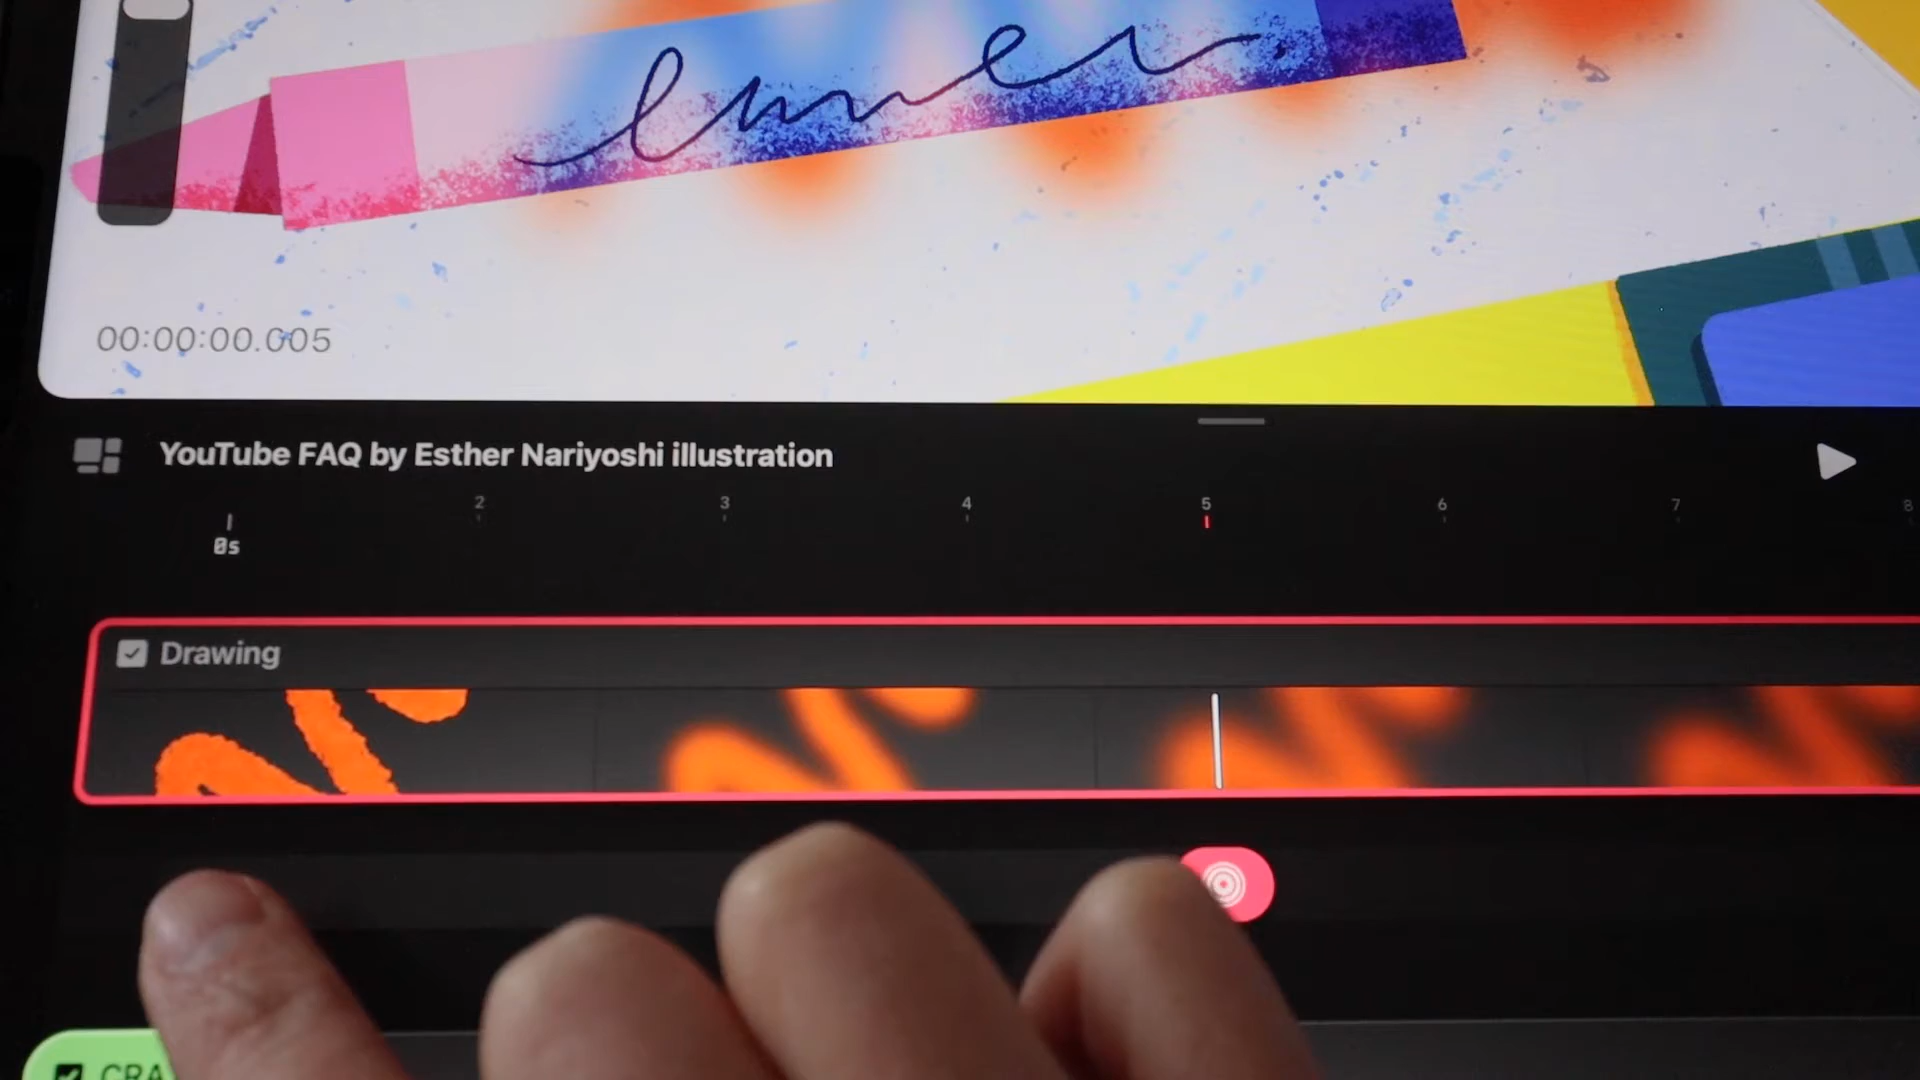 00:00:00.005
YouTube FAQ by Esther Nariyoshi illustration
2 3 4 5 6 7 8
0s
Drawing
CRA